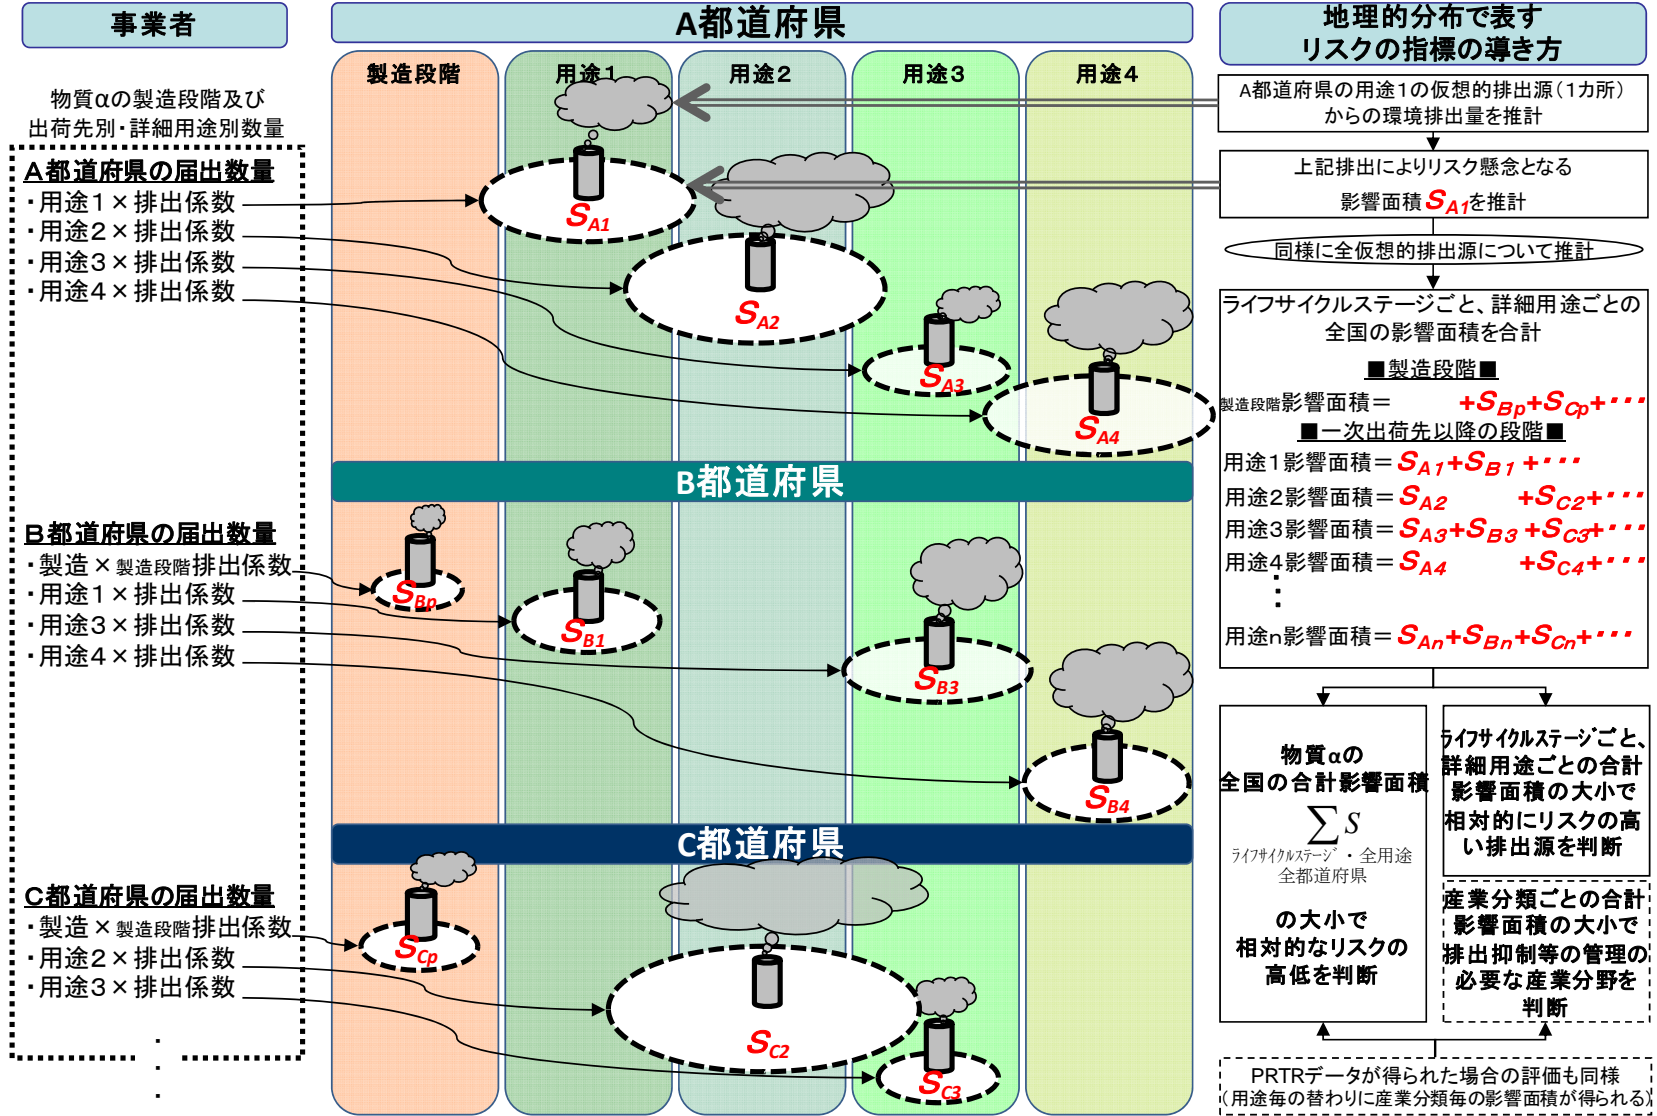 事業者
物質αの製造段階及び
出荷先別・詳細用途別数量
A都道府県の届出数量
・用途1×排出係数
・用途2×排出係数
・用途3×排出係数
・用途4×排出係数
B都道府県の届出数量
・製造×製造段階排出係数
・用途1×排出係数
・用途3×排出係数
・用途4×排出係数
C都道府県の届出数量
・製造×製造段階排出係数
・用途2×排出係数
・用途3×排出係数
・
・
・
A都道府県
製造段階
用途1
用途2
用途3
用途4
SA1
SA2
SA3
SA4
B都道府県
SBp
SB1
SB3
SB4
C都道府県
SCp
SC2
SC3
地理的分布で表す
リスクの指標の導き方
A都道府県の用途1の仮想的排出源(1カ所)
からの環境排出量を推計
上記排出によりリスク懸念となる
影響面積SA1を推計
同様に全仮想的排出源について推計
ライフサイクルステージごと、詳細用途ごとの
全国の影響面積を合計
■製造段階■
製造段階影響面積= +SBp+SCp+・・・
■一次出荷先以降の段階■
用途1影響面積=SA1+SB1 +・・・
用途2影響面積=SA2 +SC2+・・・
用途3影響面積=SA3+SB3 +SC3+・・・
用途4影響面積=SA4 +SC4+・・・
⋮
用途n影響面積=SAn+SBn+SCn+・・・
物質αの
全国の合計影響面積
∑S
ライフサイクルステージ・全用途
全都道府県
の大小で
相対的なリスクの
高低を判断
ライフサイクルステージごと、
詳細用途ごとの合計
影響面積の大小で
相対的にリスクの高
い排出源を判断
産業分類ごとの合計
影響面積の大小で
排出抑制等の管理の
必要な産業分野を
判断
PRTRデータが得られた場合の評価も同様
(用途毎の替わりに産業分類毎の影響面積が得られる)